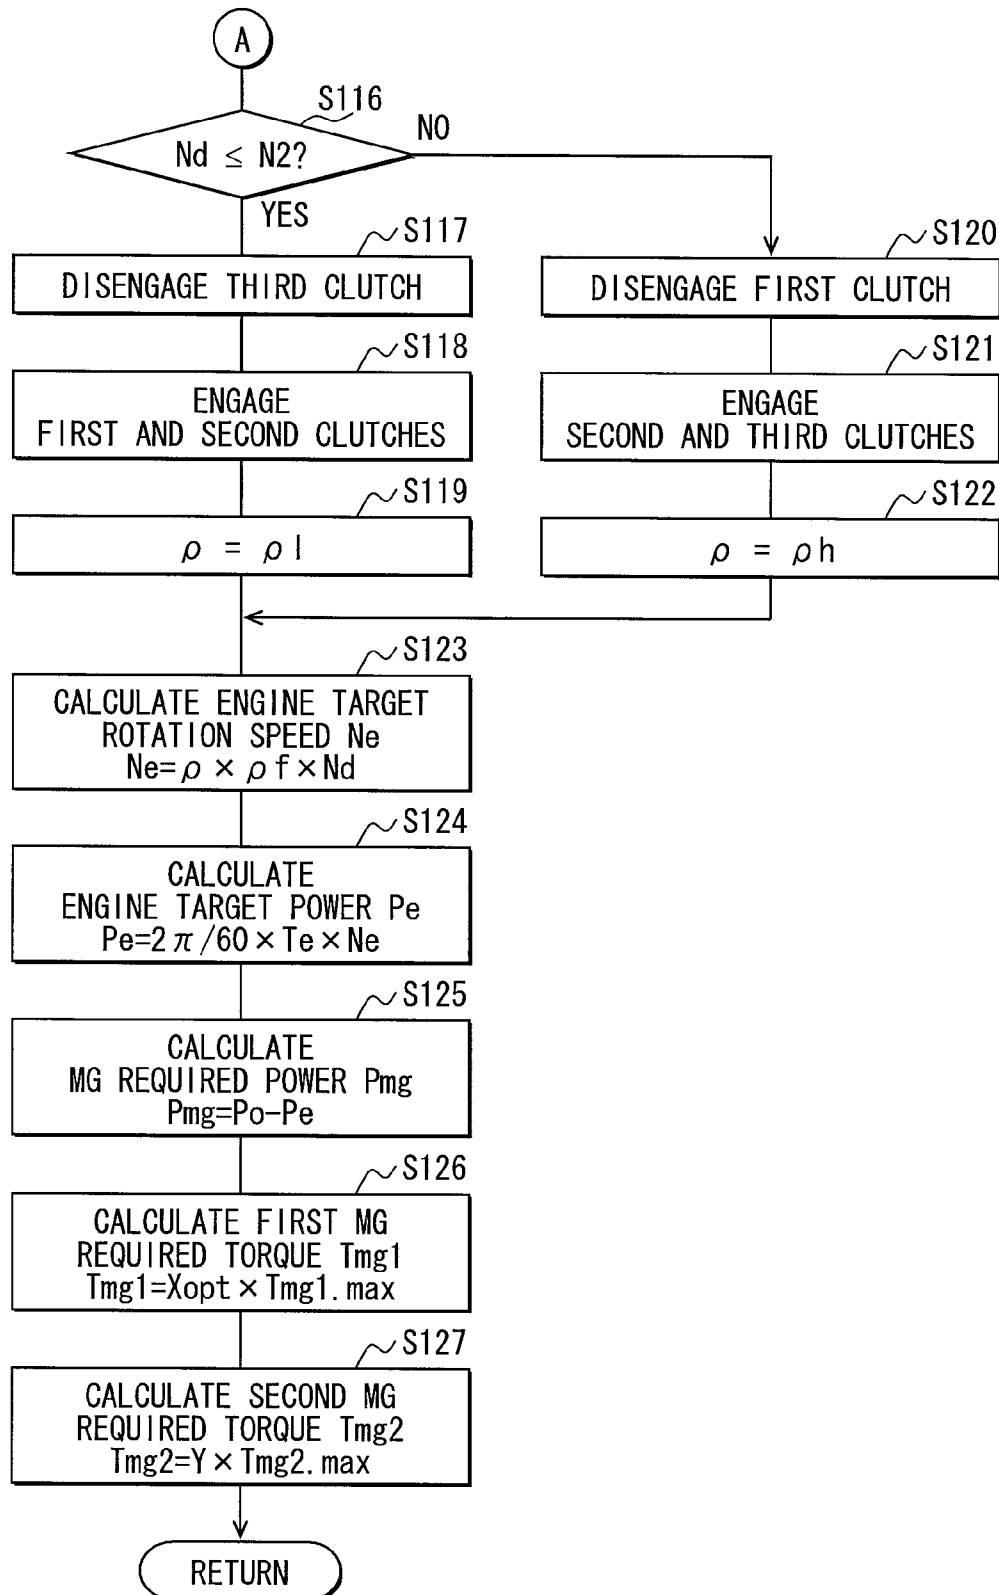 A
S116
Nd ≤ N2?
NO
YES
S117
DISENGAGE THIRD CLUTCH
S118
ENGAGE
FIRST AND SECOND CLUTCHES
S119
ρ = ρl
S120
DISENGAGE FIRST CLUTCH
S121
ENGAGE
SECOND AND THIRD CLUTCHES
S122
ρ = ρh
S123
CALCULATE ENGINE TARGET
ROTATION SPEED Ne
Ne=ρ×ρf×Nd
S124
CALCULATE
ENGINE TARGET POWER Pe
Pe=2π/60×Te×Ne
S125
CALCULATE
MG REQUIRED POWER Pmg
Pmg=Po-Pe
S126
CALCULATE FIRST MG
REQUIRED TORQUE Tmg1
Tmg1=Xopt×Tmg1.max
S127
CALCULATE SECOND MG
REQUIRED TORQUE Tmg2
Tmg2=Y×Tmg2.max
RETURN